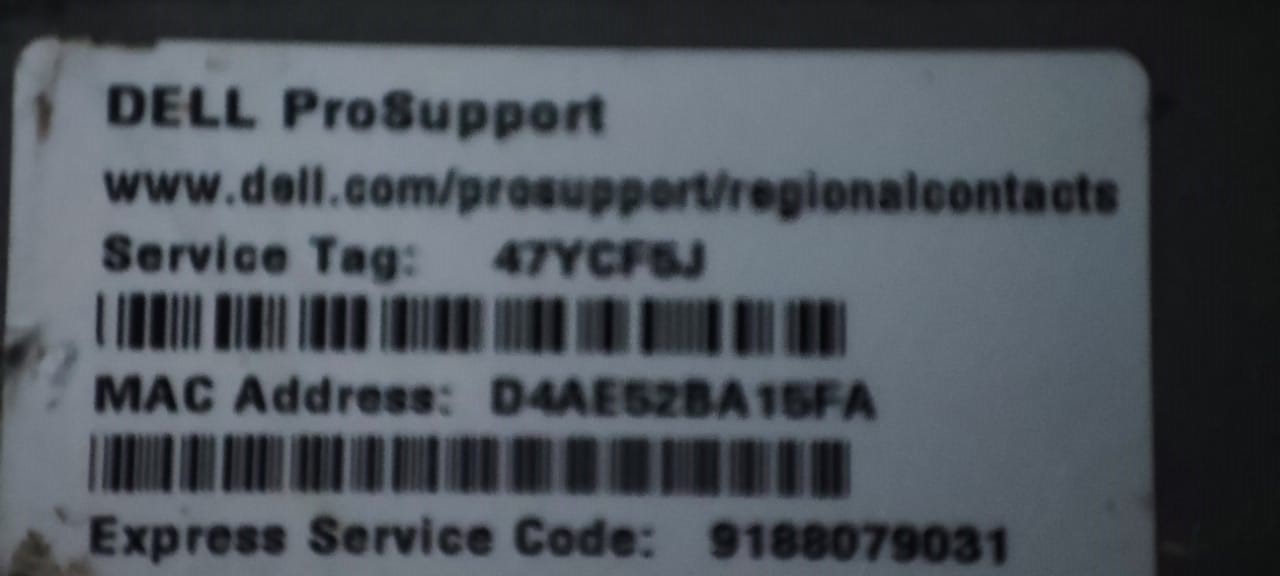 DELL ProSupport
www.dell.com/prosupport/regionalcontacts
Service Tag: 47YCF5J
MAC Address: D4AE52BA15FA
Express Service Code: 9188079031